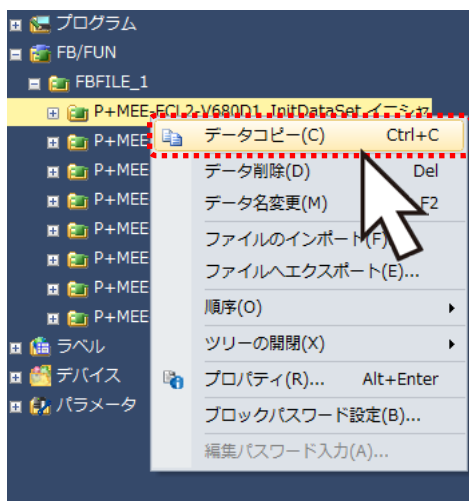 プログラム
FB/FUN
FBFILE_1
P+MEE-ECL2-V680D1_InitDataSet イニシャ
P+MEE
P+MEE
P+MEE
P+MEE
P+MEE
P+MEE
P+MEE
ラベル
デバイス
パラメータ
データコピー(C) Ctrl+C
データ削除(D) Del
データ名変更(M) F2
ファイルのインポート(F)
ファイルへエクスポート(E)...
順序(O)
ツリーの開閉(X)
プロパティ(R)... Alt+Enter
ブロックパスワード設定(B)...
編集パスワード入力(A)...